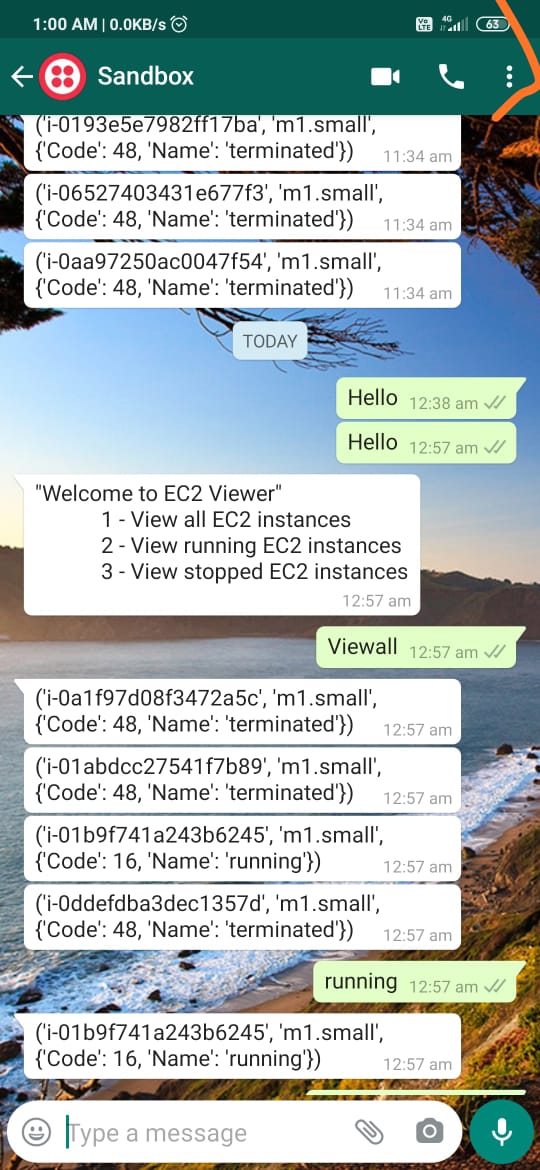 1:00 AM | 0.0KB/s
Vo LTE 4G 63
Sandbox
('i-0193e5e7982ff17ba', 'm1.small',
{'Code': 48, 'Name': 'terminated'}) 11:34 am
('i-06527403431e677f3', 'm1.small',
{'Code': 48, 'Name': 'terminated'}) 11:34 am
('i-0aa97250ac0047f54', 'm1.small',
{'Code': 48, 'Name': 'terminated'}) 11:34 am
TODAY
Hello 12:38 am
Hello 12:57 am
"Welcome to EC2 Viewer"
1 - View all EC2 instances
2 - View running EC2 instances
3 - View stopped EC2 instances
12:57 am
Viewall 12:57 am
('i-0a1f97d08f3472a5c', 'm1.small',
{'Code': 48, 'Name': 'terminated'}) 12:57 am
('i-01abdcc27541f7b89', 'm1.small',
{'Code': 48, 'Name': 'terminated'}) 12:57 am
('i-01b9f741a243b6245', 'm1.small',
{'Code': 16, 'Name': 'running'}) 12:57 am
('i-0ddefdba3dec1357d', 'm1.small',
{'Code': 48, 'Name': 'terminated'}) 12:57 am
running 12:57 am
('i-01b9f741a243b6245', 'm1.small',
{'Code': 16, 'Name': 'running'}) 12:57 am
Type a message